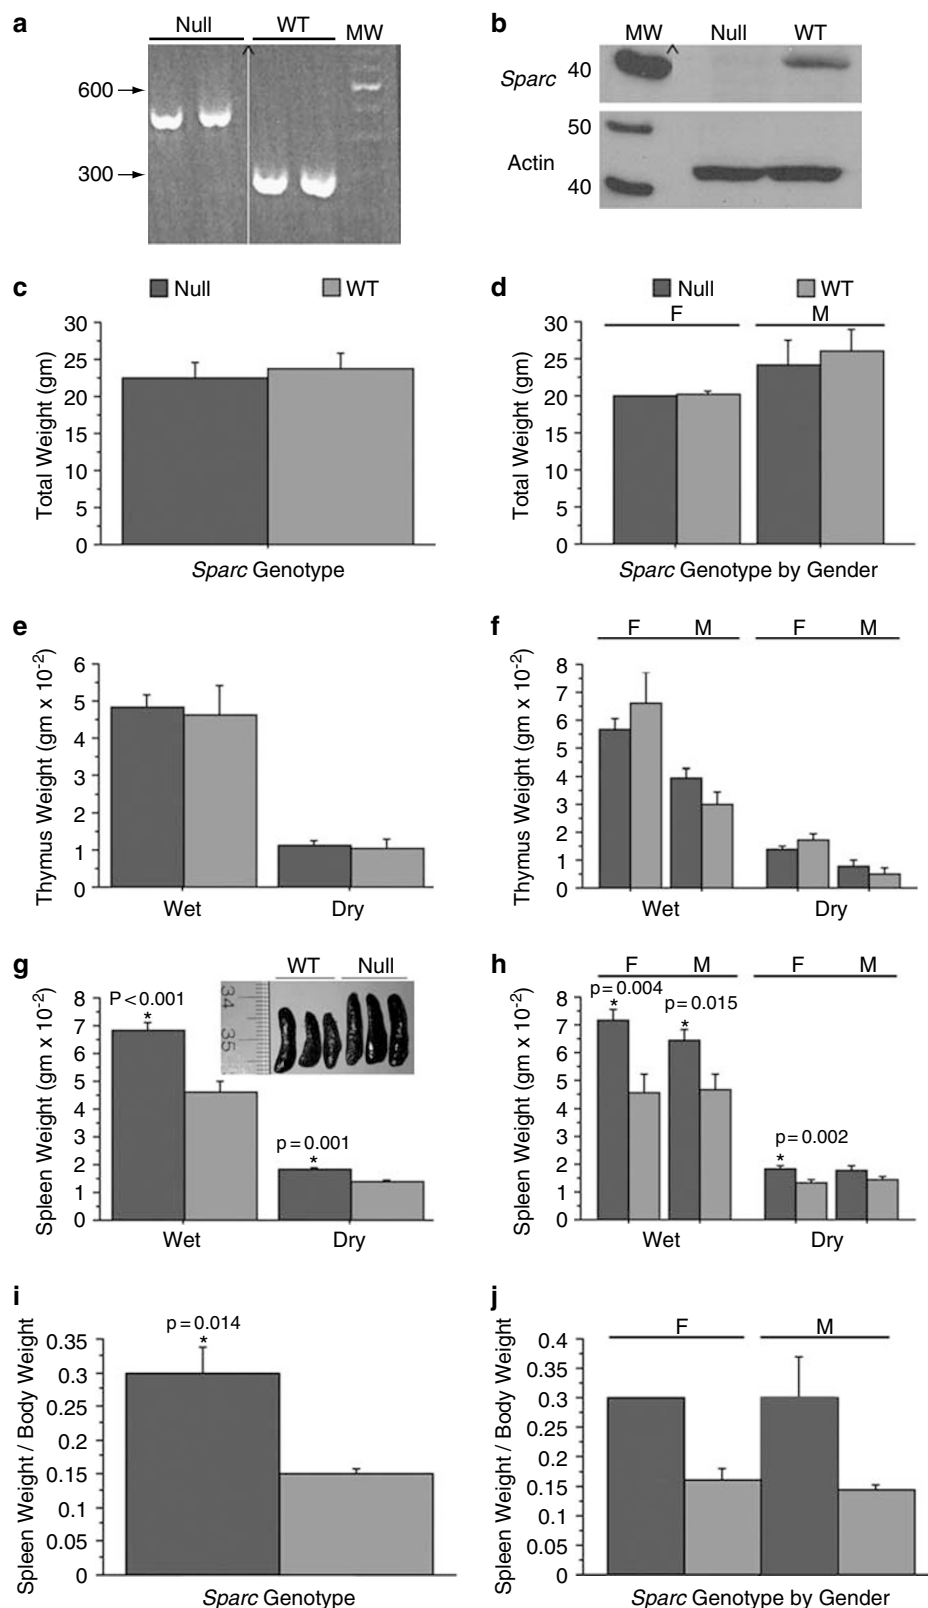 a
Null
WT
MW
600
300
b
MW
^
Null
WT
Sparc
40
50
Actin
40
c
Null
WT
30
25
20
15
10
5
0
Total Weight (gm)
Sparc Genotype
d
Null
WT
F
M
30
25
20
15
10
5
0
Total Weight (gm)
Sparc Genotype by Gender
e
6
5
4
3
2
1
0
Thymus Weight (gm x 10-2)
Wet
Dry
f
F
M
F
M
8
7
6
5
4
3
2
1
0
Thymus Weight (gm x 10-2)
Wet
Dry
g
WT
Null
34
35
P<0.001
*
p=0.001
*
8
7
6
5
4
3
2
1
0
Spleen Weight (gm x 10-2)
Wet
Dry
h
F
M
F
M
p=0.004
*
p=0.015
*
p=0.002
*
8
7
6
5
4
3
2
1
0
Spleen Weight (gm x 10-2)
Wet
Dry
i
p=0.014
*
0.35
0.3
0.25
0.2
0.15
0.1
0.05
0
Spleen Weight / Body Weight
Sparc Genotype
j
F
M
0.4
0.35
0.3
0.25
0.2
0.15
0.1
0.05
0
Spleen Weight / Body Weight
Sparc Genotype by Gender